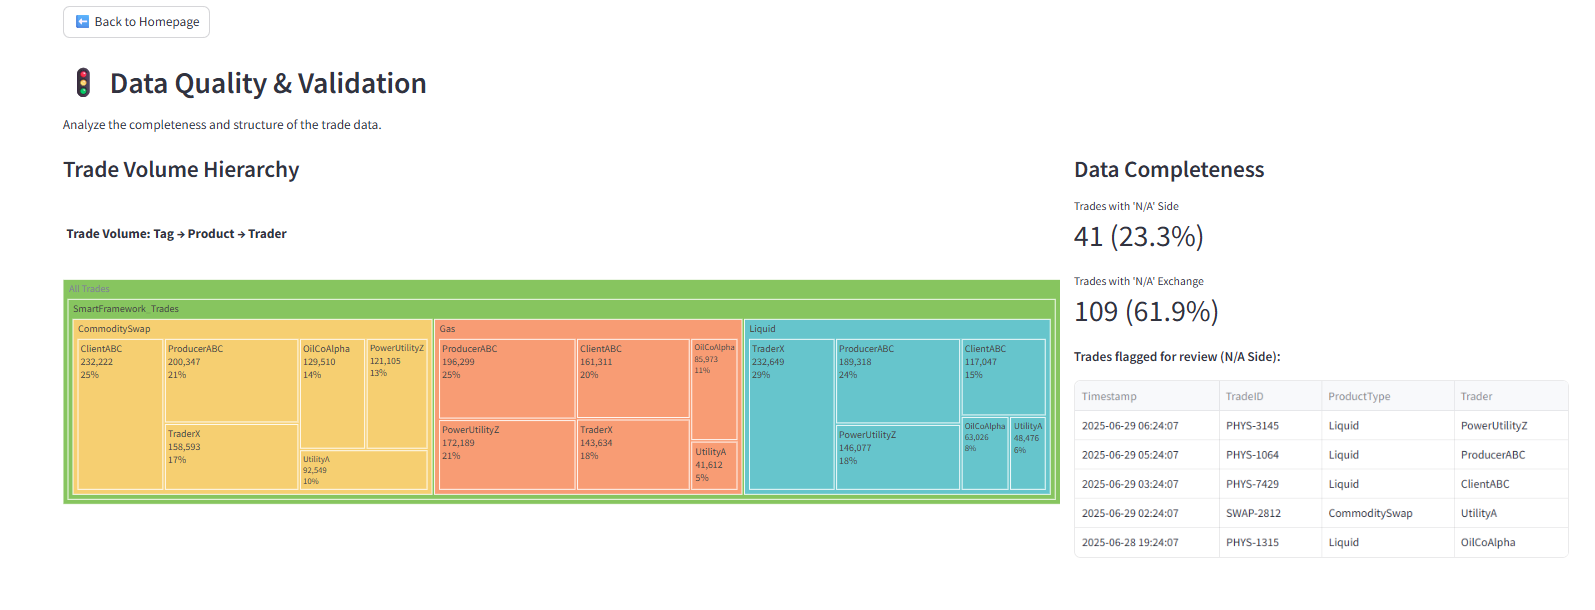 Back to Homepage
Data Quality & Validation
Analyze the completeness and structure of the trade data.
Trade Volume Hierarchy
Trade Volume: Tag → Product → Trader
All Trades
SmartFramework_Trades
CommoditySwap
ClientABC
232,222
25%
ProducerABC
200,347
21%
TraderX
158,593
17%
OilCoAlpha
129,510
14%
PowerUtilityZ
121,105
13%
UtilityA
92,549
10%
Gas
ProducerABC
196,299
25%
PowerUtilityZ
172,189
21%
ClientABC
161,311
20%
TraderX
143,634
18%
OilCoAlpha
85,973
11%
UtilityA
41,612
5%
Liquid
TraderX
232,649
29%
ProducerABC
189,318
24%
PowerUtilityZ
146,077
18%
ClientABC
117,047
15%
OilCoAlpha
63,026
8%
UtilityA
48,476
6%
Data Completeness
Trades with 'N/A' Side
41 (23.3%)
Trades with 'N/A' Exchange
109 (61.9%)
Trades flagged for review (N/A Side):
Timestamp TradeID ProductType Trader
2025-06-29 06:24:07 PHYS-3145 Liquid PowerUtilityZ
2025-06-29 05:24:07 PHYS-1064 Liquid ProducerABC
2025-06-29 03:24:07 PHYS-7429 Liquid ClientABC
2025-06-29 02:24:07 SWAP-2812 CommoditySwap UtilityA
2025-06-28 19:24:07 PHYS-1315 Liquid OilCoAlpha